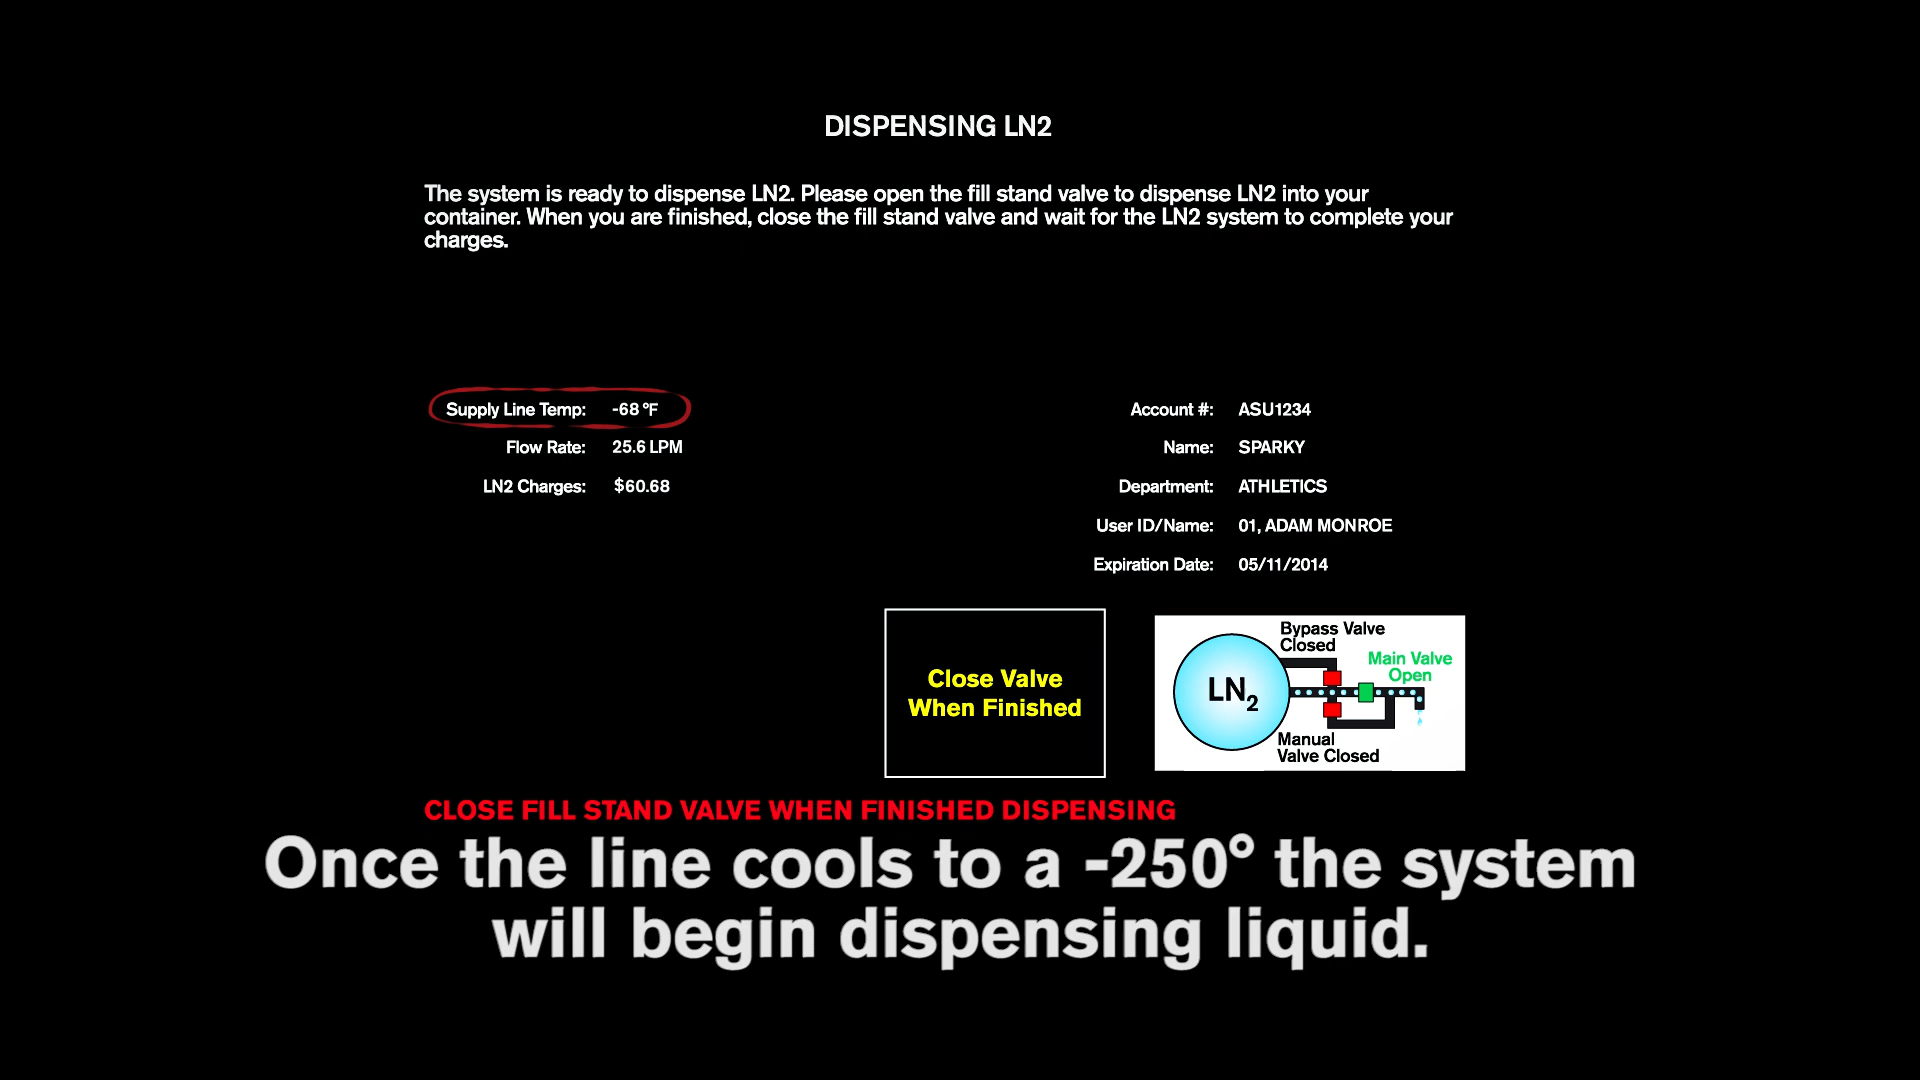 DISPENSING LN2
The system is ready to dispense LN2. Please open the fill stand valve to dispense LN2 into your
container. When you are finished, close the fill stand valve and wait for the LN2 system to complete your
charges.
Supply Line Temp: -68 °F
Flow Rate: 25.6 LPM
LN2 Charges: $60.68
Account #: ASU1234
Name: SPARKY
Department: ATHLETICS
User ID/Name: 01, ADAM MONROE
Expiration Date: 05/11/2014
Close Valve
When Finished
Bypass Valve
Closed
Main Valve
Open
LN2
Manual
Valve Closed
CLOSE FILL STAND VALVE WHEN FINISHED DISPENSING
Once the line cools to a -250° the system
will begin dispensing liquid.